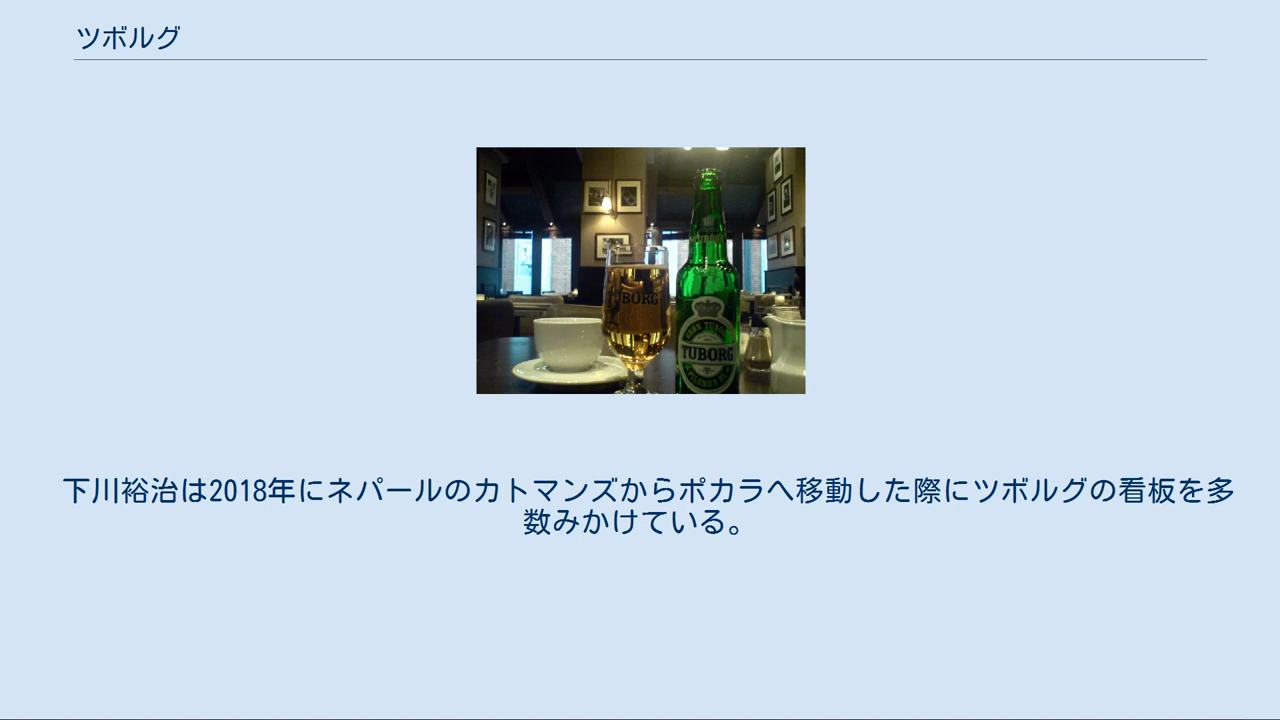 ツボルグ
TUBORG
TUBORG
下川裕治は2018年にネパールのカトマンズからポカラへ移動した際にツボルグの看板を多
数みかけている。